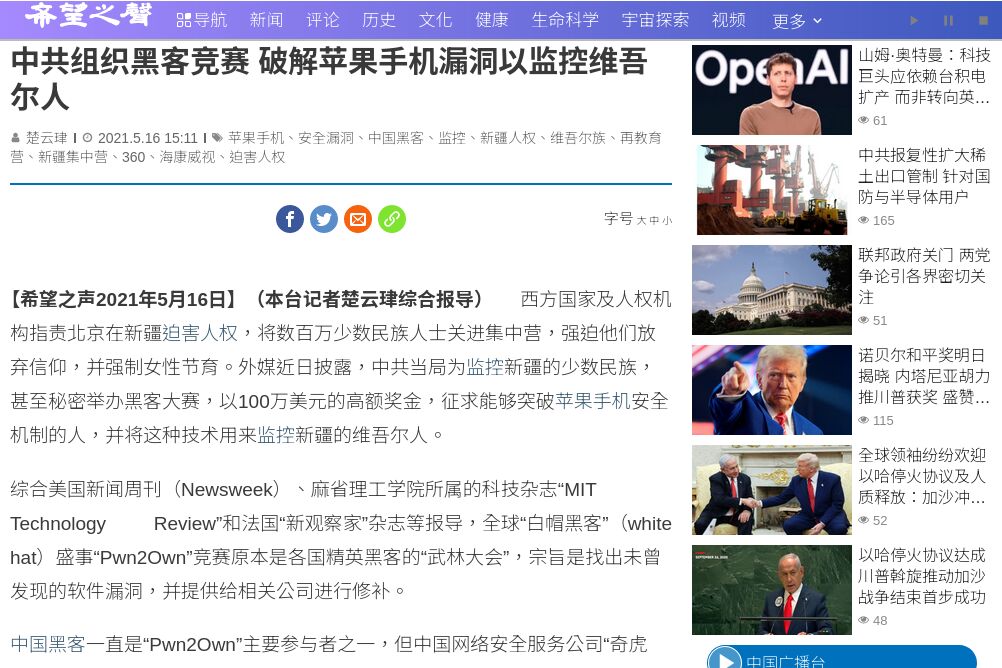 希望之聲 导航 新闻 评论 历史 文化 健康 生命科学 宇宙探索 视频 更多
中共组织黑客竞赛 破解苹果手机漏洞以监控维吾
尔人
楚云珒 I 2021.5.16 15:11 I 苹果手机、安全漏洞、中国黑客、监控、新疆人权、维吾尔族、再教育
营、新疆集中营、360、海康威视、迫害人权
字号 大 中 小
【希望之声2021年5月16日】（本台记者楚云珒综合报导） 西方国家及人权机
构指责北京在新疆迫害人权，将数百万少数民族人士关进集中营，强迫他们放
弃信仰，并强制女性节育。外媒近日披露，中共当局为监控新疆的少数民族，
甚至秘密举办黑客大赛，以100万美元的高额奖金，征求能够突破苹果手机安全
机制的人，并将这种技术用来监控新疆的维吾尔人。
综合美国新闻周刊（Newsweek）、麻省理工学院所属的科技杂志“MIT
Technology Review”和法国“新观察家”杂志等报导，全球“白帽黑客”（white
hat）盛事“Pwn2Own”竞赛原本是各国精英黑客的“武林大会”，宗旨是找出未曾
发现的软件漏洞，并提供给相关公司进行修补。
中国黑客一直是“Pwn2Own”主要参与者之一，但中国网络安全服务公司“奇虎
OpenAI
山姆·奥特曼：科技
巨头应依赖台积电
扩产 而非转向英...
61
中共报复性扩大稀
土出口管制 针对国
防与半导体用户
165
联邦政府关门 两党
争论引各界密切关
注
51
诺贝尔和平奖明日
揭晓 内塔尼亚胡力
推川普获奖 盛赞...
115
全球领袖纷纷欢迎
以哈停火协议及人
质释放：加沙冲...
52
以哈停火协议达成
川普斡旋推动加沙
战争结束首步成功
48
中国广播台